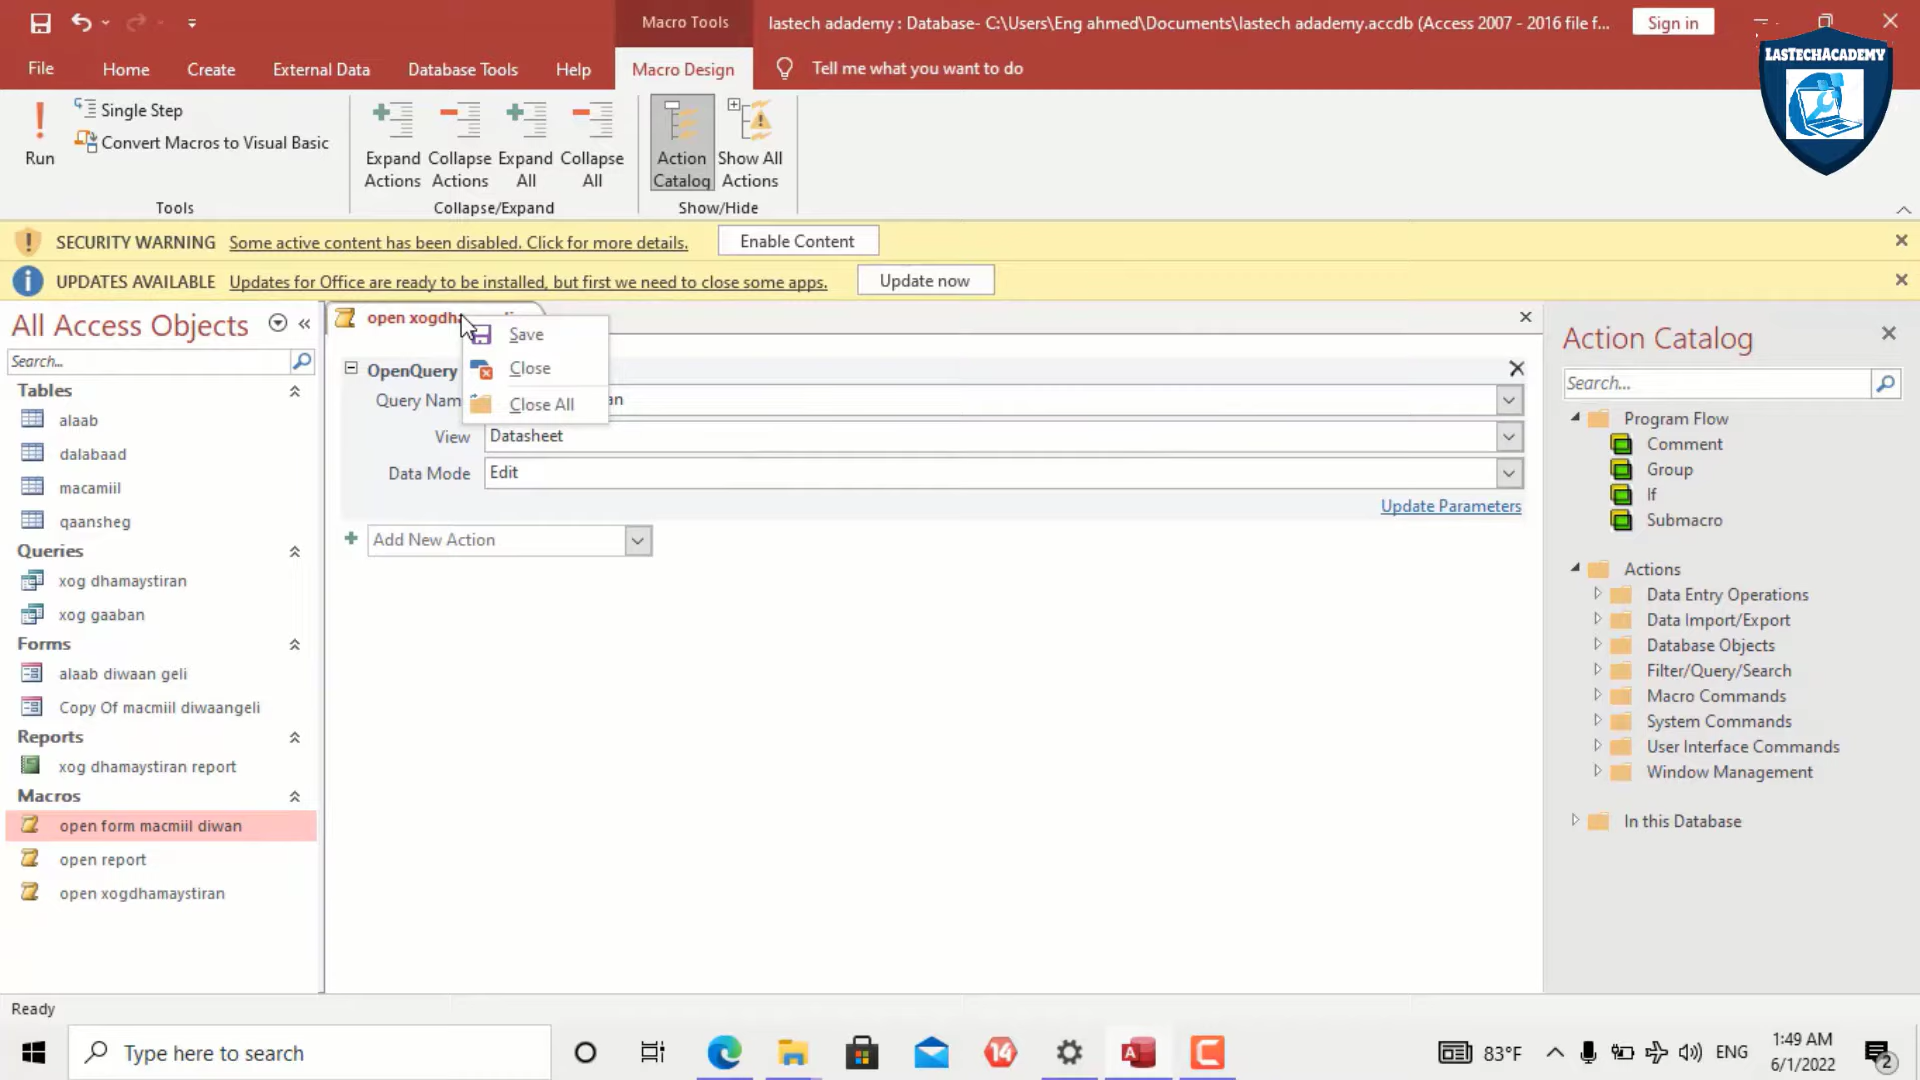 Macro Tools
lastech adademy : Database- C:\Users\Eng ahmed\Documents\lastech adademy.accdb (Access 2007 - 2016 file f...
Sign in
LASTECHACADEMY
File
Home
Create
External Data
Database Tools
Help
Macro Design
Tell me what you want to do
Run
Single Step
Convert Macros to Visual Basic
Tools
Expand Actions
Collapse Actions
Expand All
Collapse All
Collapse/Expand
Action Catalog
Show All Actions
Show/Hide
SECURITY WARNING Some active content has been disabled. Click for more details.
Enable Content
UPDATES AVAILABLE Updates for Office are ready to be installed, but first we need to close some apps.
Update now
All Access Objects
Search...
Tables
alaab
dalabaad
macamiil
qaansheg
Queries
xog dhamaystiran
xog gaaban
Forms
alaab diwaan geli
Copy Of macmiil diwaangeli
Reports
xog dhamaystiran report
Macros
open form macmiil diwan
open report
open xogdhamaystiran
open
Save
Close
Close All
OpenQuery
Query Nam
an
View
Datasheet
Data Mode
Edit
Update Parameters
Add New Action
Action Catalog
Search...
Program Flow
Comment
Group
If
Submacro
Actions
Data Entry Operations
Data Import/Export
Database Objects
Filter/Query/Search
Macro Commands
System Commands
User Interface Commands
Window Management
In this Database
Ready
Type here to search
14
83°F
ENG
1:49 AM
6/1/2022
2